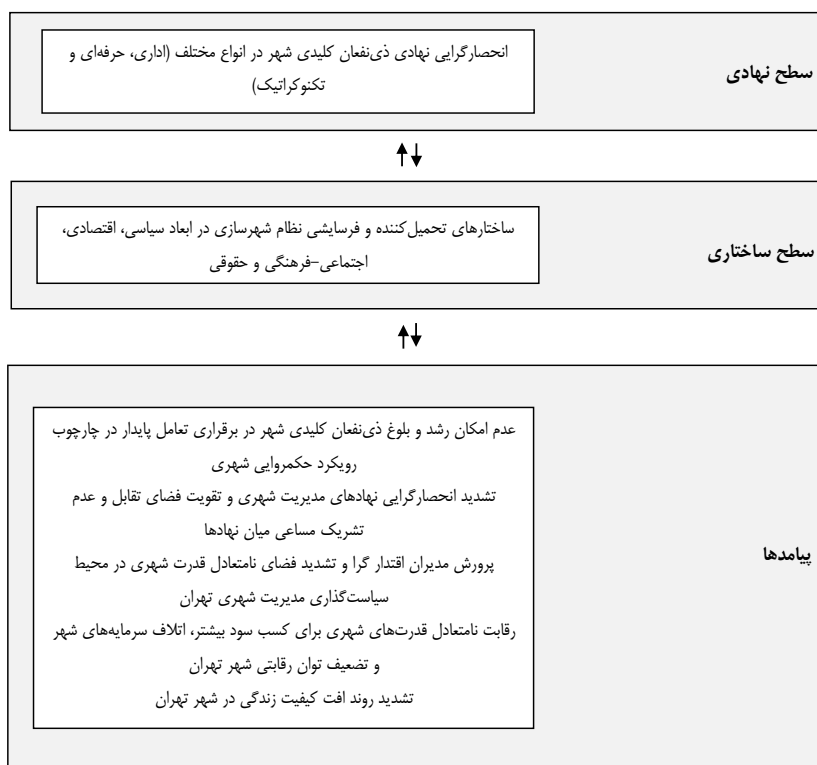 سطح نهادی
انحصارگرایی نهادی ذی‌نفعان کلیدی شهر در انواع مختلف (اداری، حرفه‌ای و
تکنوکراتیک)
سطح ساختاری
ساختارهای تحمیل‌کننده و فرسایشی نظام شهرسازی در ابعاد سیاسی، اقتصادی،
اجتماعی-فرهنگی و حقوقی
پیامدها
عدم امکان رشد و بلوغ ذی‌نفعان کلیدی شهر در برقراری تعامل پایدار در چارچوب
رویکرد حکمروایی شهری
تشدید انحصارگرایی نهادهای مدیریت شهری و تقویت فضای تقابل و عدم
تشریک مساعی میان نهادها
پرورش مدیران اقتدار گرا و تشدید فضای نامتعادل قدرت شهری در محیط
سیاست‌گذاری مدیریت شهری تهران
رقابت نامتعادل قدرت‌های شهری برای کسب سود بیشتر، اتلاف سرمایه‌های شهر
و تضعیف توان رقابتی شهر تهران
تشدید روند افت کیفیت زندگی در شهر تهران